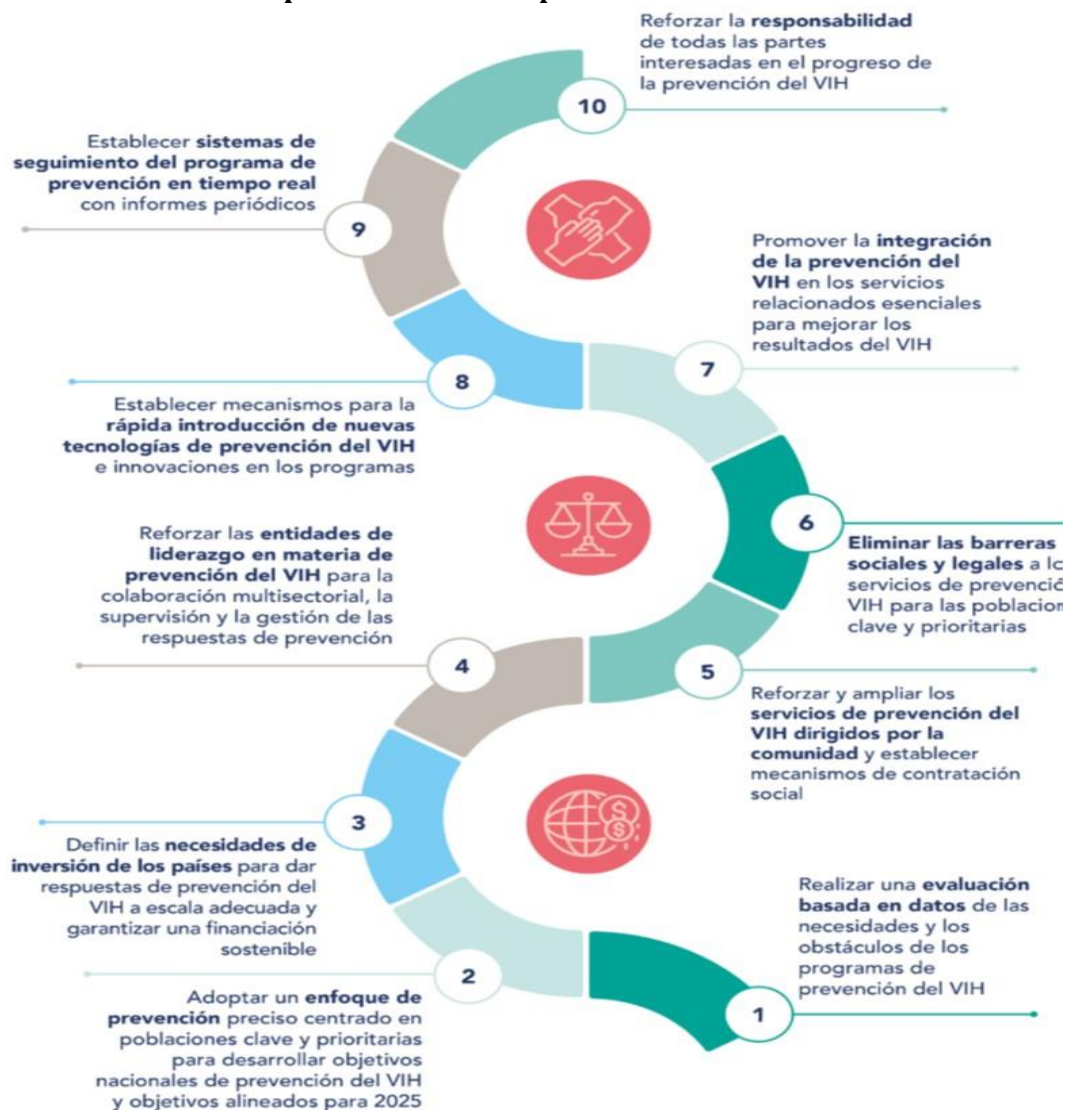 Reforzar la responsabilidad
de todas las partes
interesadas en el progreso de
la prevención del VIH
10
Establecer sistemas de
seguimiento del programa de
prevención en tiempo real
con informes periódicos
9
Promover la integración
de la prevención del
VIH en los servicios
relacionados esenciales
para mejorar los
resultados del VIH
7
8
Establecer mecanismos para la
rápida introducción de nuevas
tecnologías de prevención del VIH
e innovaciones en los programas
6
Eliminar las barreras
sociales y legales a
servicios de
VIH para las
clave y prioritarias
Reforzar las entidades de
liderazgo en materia de
prevención del VIH para la
colaboración multisectorial, la
supervisión y la gestión de las
respuestas de prevención
4
5
Reforzar y ampliar los
servicios de prevención del
VIH dirigidos por la
comunidad y establecer
mecanismos de contratación
social
3
Definir las necesidades de
inversión de los países para dar
respuestas de prevención del
VIH a escala adecuada y
garantizar una financiación
sostenible
Realizar una evaluación
basada en datos de las
necesidades y los
obstáculos de los
programas de
prevención del VIH
1
2
Adoptar un enfoque de
prevención preciso centrado en
poblaciones clave y prioritarias
para desarrollar objetivos
nacionales de prevención del VIH
y objetivos alineados para 2025